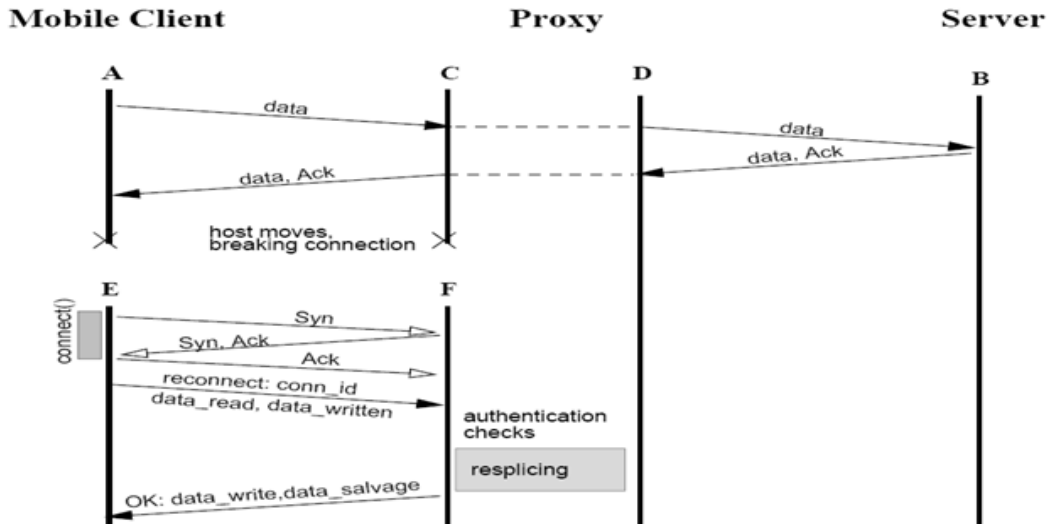 Mobile Client
Proxy
Server
A
C
D
B
data
data
data, Ack
data, Ack
host moves,
breaking connection
E
F
connect()
Syn
Syn, Ack
Ack
reconnect: conn_id
data_read, data_written
authentication
checks
resplicing
OK: data_write,data_salvage